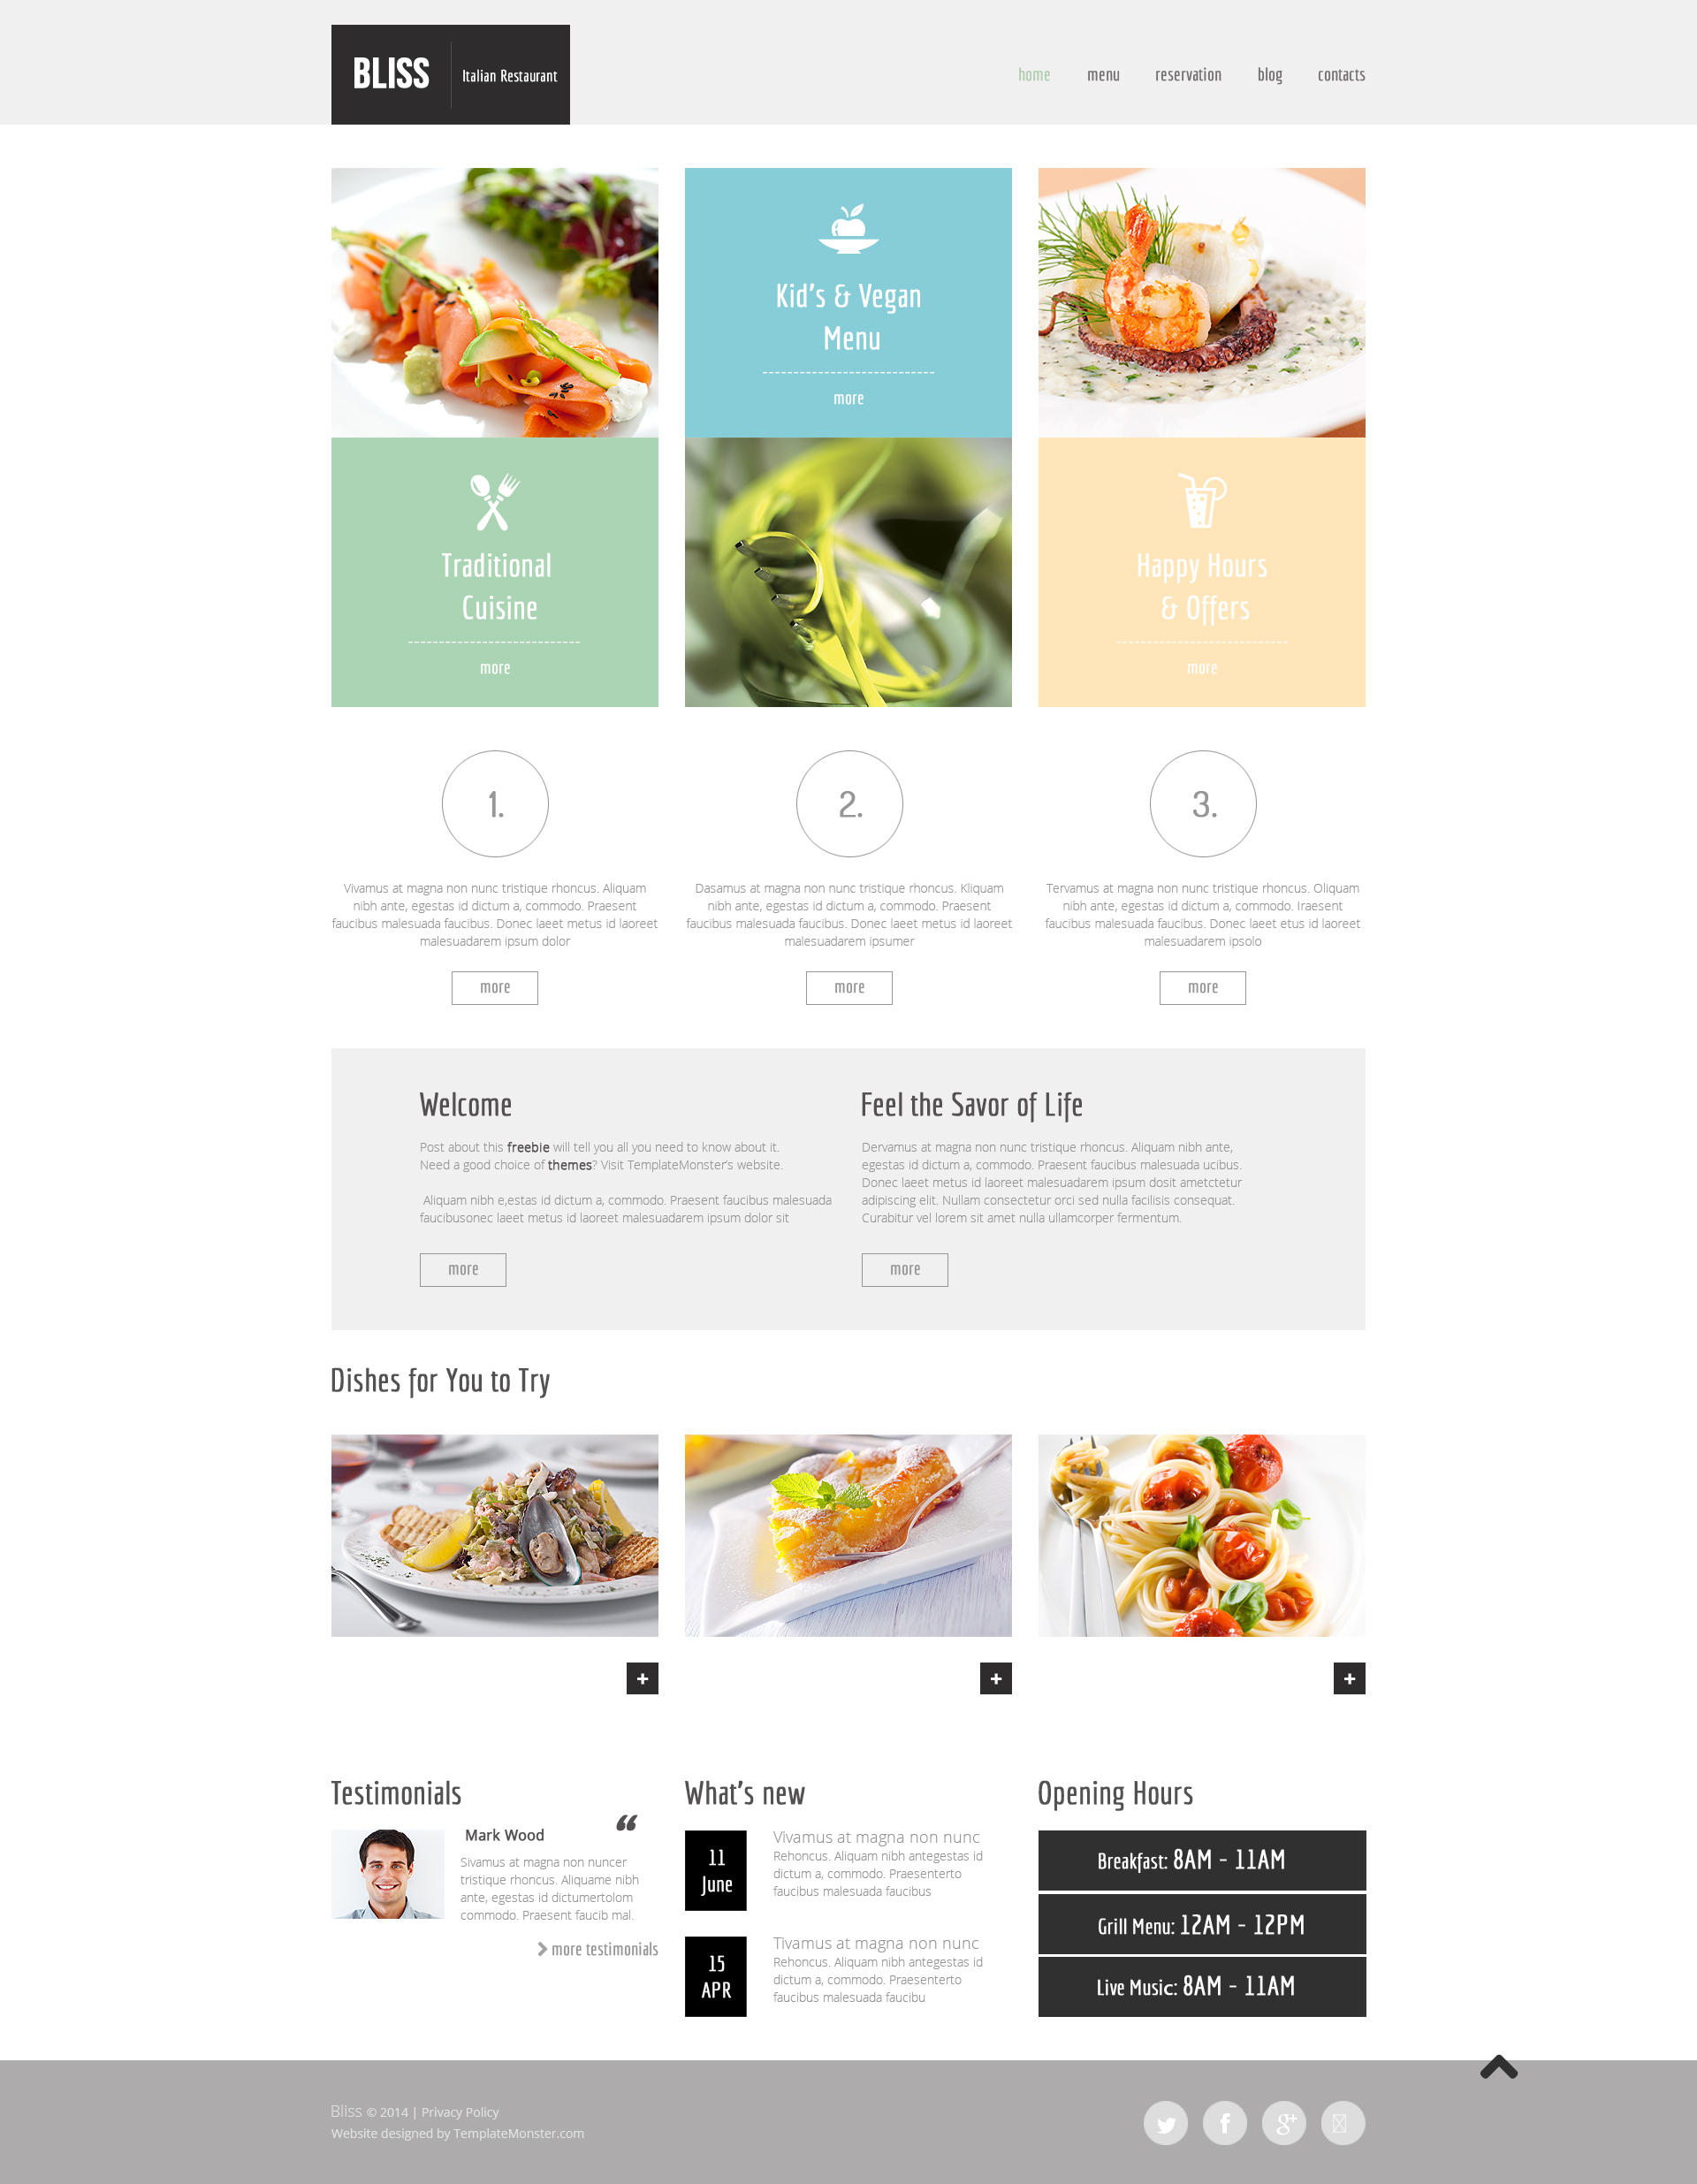 BLISS
Italian Restaurant
home menu reservation blog contacts
Kid's & Vegan
Menu
more
Traditional
Cuisine
more
Happy Hours
& Offers
more
1.
Vivamus at magna non nunc tristique rhoncus. Aliquam
nibh ante, egestas id dictum a, commodo. Praesent
faucibus malesuada faucibus. Donec laeet metus id laoreet
malesuadarem ipsum dolor
more
2.
Dasamus at magna non nunc tristique rhoncus. Kliquam
nibh ante, egestas id dictum a, commodo. Praesent
faucibus malesuada faucibus. Donec laeet metus id laoreet
malesuadarem ipsumer
more
3.
Tervamus at magna non nunc tristique rhoncus. Oliquam
nibh ante, egestas id dictum a, commodo. Iraesent
faucibus malesuada faucibus. Donec laeet etus id laoreet
malesuadarem ipsolo
more
Welcome
Post about this freebie will tell you all you need to know about it.
Need a good choice of themes? Visit TemplateMonster's website.
Aliquam nibh e,estas id dictum a, commodo. Praesent faucibus malesuada
faucibusonec laeet metus id laoreet malesuadarem ipsum dolor sit
more
Feel the Savor of Life
Dervamus at magna non nunc tristique rhoncus. Aliquam nibh ante,
egestas id dictum a, commodo. Praesent faucibus malesuada ucibus.
Donec laeet metus id laoreet malesuadarem ipsum dosit ametctetur
adipiscing elit. Nullam consectetur orci sed nulla facilisis consequat.
Curabitur vel lorem sit amet nulla ullamcorper fermentum.
more
Dishes for You to Try
+
+
+
Testimonials
“
Mark Wood
Sivamus at magna non nuncer
tristique rhoncus. Aliquame nibh
ante, egestas id dictumertolom
commodo. Praesent faucib mal.
more testimonials
What's new
11
June
Vivamus at magna non nunc
Rehoncus. Aliquam nibh antegestas id
dictum a, commodo. Praesenterto
faucibus malesuada faucibus
15
APR
Tivamus at magna non nunc
Rehoncus. Aliquam nibh antegestas id
dictum a, commodo. Praesenterto
faucibus malesuada faucibu
Opening Hours
Breakfast: 8AM - 11AM
Grill Menu: 12AM - 12PM
Live Music: 8AM - 11AM
Bliss © 2014 | Privacy Policy
Website designed by TemplateMonster.com